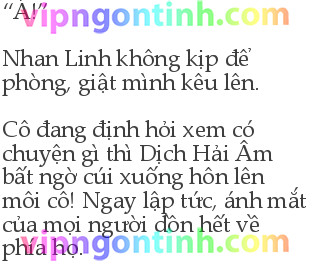 “À!”
vipngontinh.com
Nhan Linh không kịp để
phòng, giật mình kêu lên.
Cô đang định hỏi xem có
chuyện gì thì Dịch Hải Âm
bất ngờ cúi xuống hôn lên
môi cô! Ngay lập tức, ánh mắt
của mọi người dồn hết về
phía họ.
vipngontinh.com